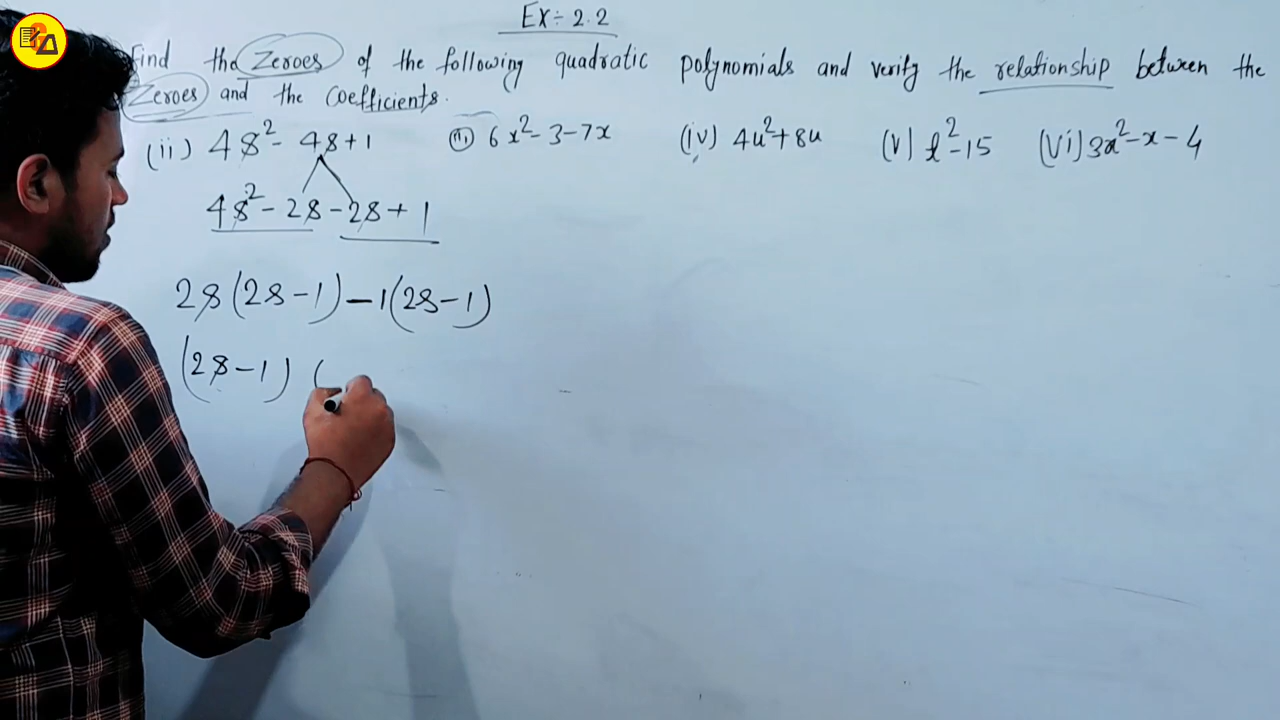 EX÷ 2.2
Find the Zeroes of the following quadratic polynomials and verify the relationship between the
Zeroes and the coefficients.
(ii) 4s²- 4s+1 (iii) 6x²-3-7x (iv) 4u²+8u (v) t²-15 (vi) 3x²-x-4
4s²-2s-2s+1
2s(2s-1)-1(2s-1)
(2s-1) (